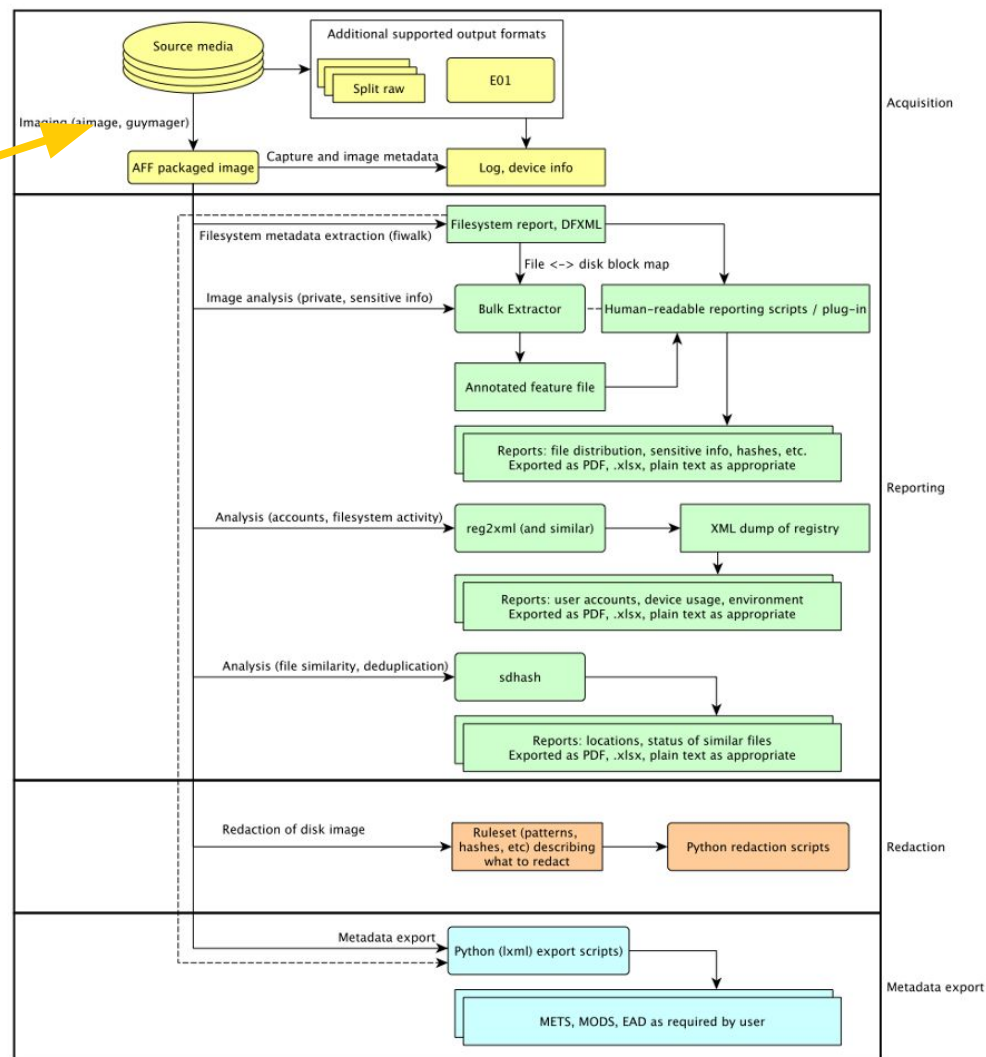 Source media
Additional supported output formats
Split raw
E01
Imaging (aimage, guymager)
Acquisition
AFF packaged image
Capture and image metadata
Log, device info
Filesystem metadata extraction (fiwalk)
Filesystem report, DFXML
File <-> disk block map
Image analysis (private, sensitive info)
Bulk Extractor
Human-readable reporting scripts / plug-in
Annotated feature file
Reports: file distribution, sensitive info, hashes, etc.
Exported as PDF, .xlsx, plain text as appropriate
Reporting
Analysis (accounts, filesystem activity)
reg2xml (and similar)
XML dump of registry
Reports: user accounts, device usage, environment
Exported as PDF, .xlsx, plain text as appropriate
Analysis (file similarity, deduplication)
sdhash
Reports: locations, status of similar files
Exported as PDF, .xlsx, plain text as appropriate
Redaction of disk image
Ruleset (patterns,
hashes, etc) describing
what to redact
Python redaction scripts
Redaction
Metadata export
Python (lxml) export scripts)
METS, MODS, EAD as required by user
Metadata export